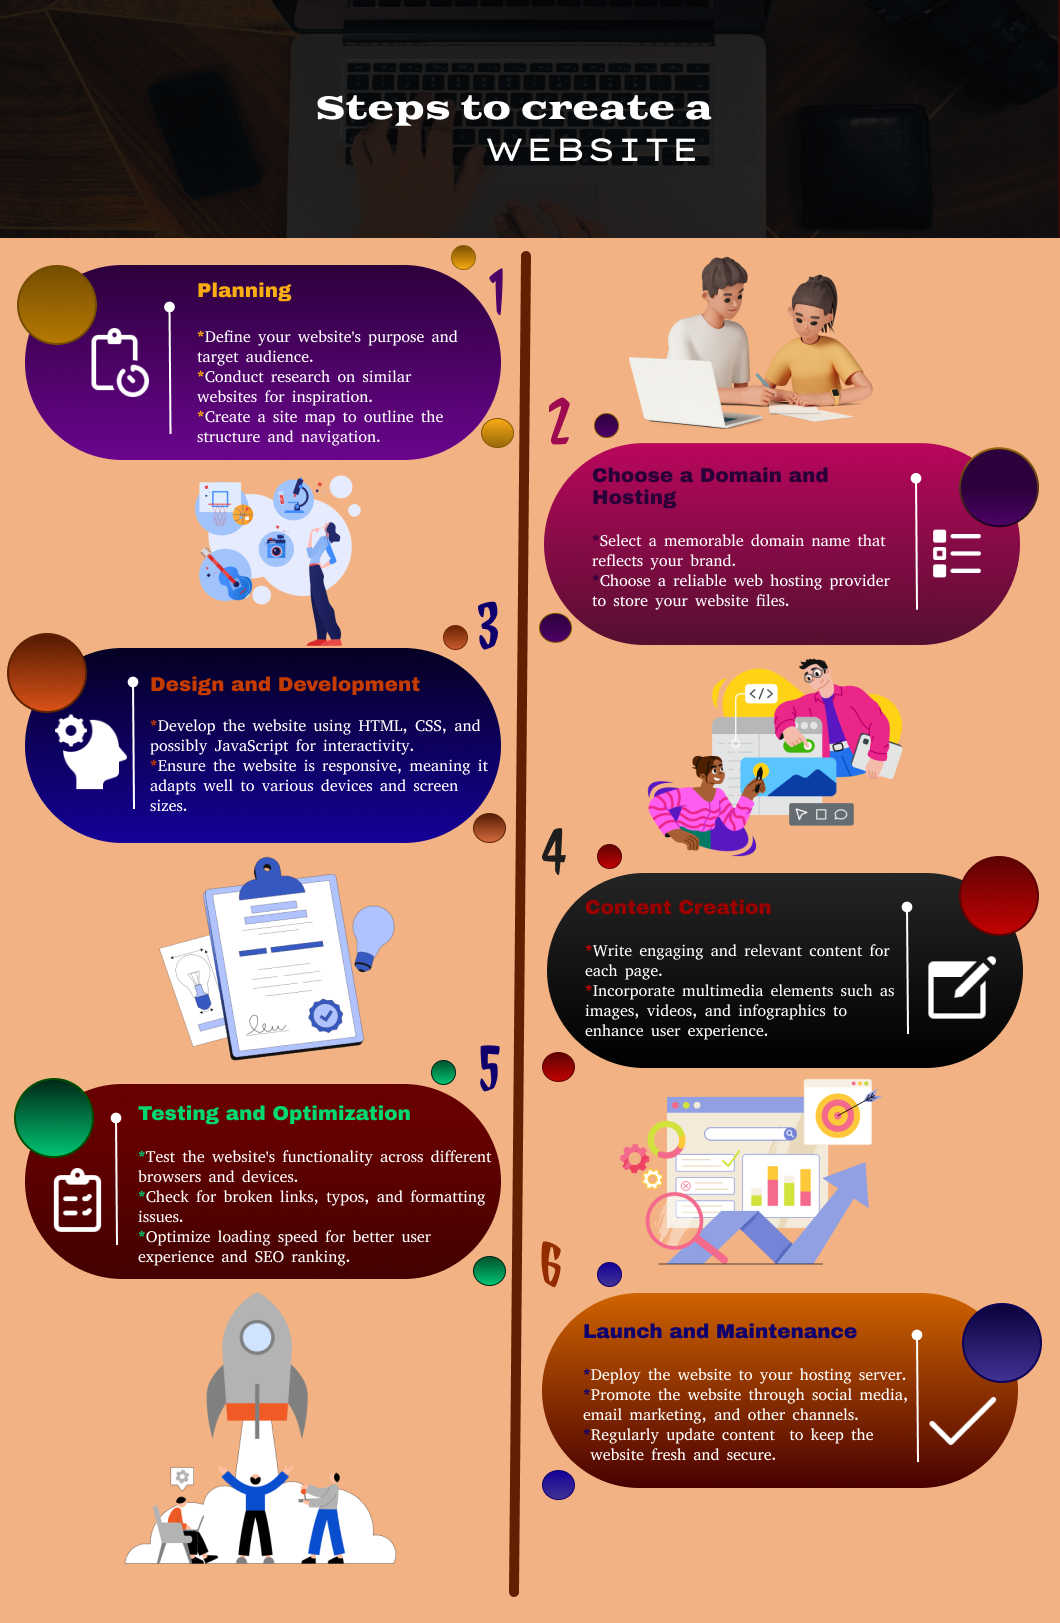 Steps to create a
WEBSITE
1
Planning
*Define your website's purpose and
target audience.
*Conduct research on similar
websites for inspiration.
*Create a site map to outline the
structure and navigation.
2
Choose a Domain and
Hosting
*Select a memorable domain name that
reflects your brand.
*Choose a reliable web hosting provider
to store your website files.
3
Design and Development
*Develop the website using HTML, CSS, and
possibly JavaScript for interactivity.
*Ensure the website is responsive, meaning it
adapts well to various devices and screen
sizes.
</>
4
Content Creation
*Write engaging and relevant content for
each page.
*Incorporate multimedia elements such as
images, videos, and infographics to
enhance user experience.
5
Testing and Optimization
*Test the website's functionality across different
browsers and devices.
*Check for broken links, typos, and formatting
issues.
*Optimize loading speed for better user
experience and SEO ranking.
6
Launch and Maintenance
*Deploy the website to your hosting server.
*Promote the website through social media,
email marketing, and other channels.
*Regularly update content  to keep the
website fresh and secure.